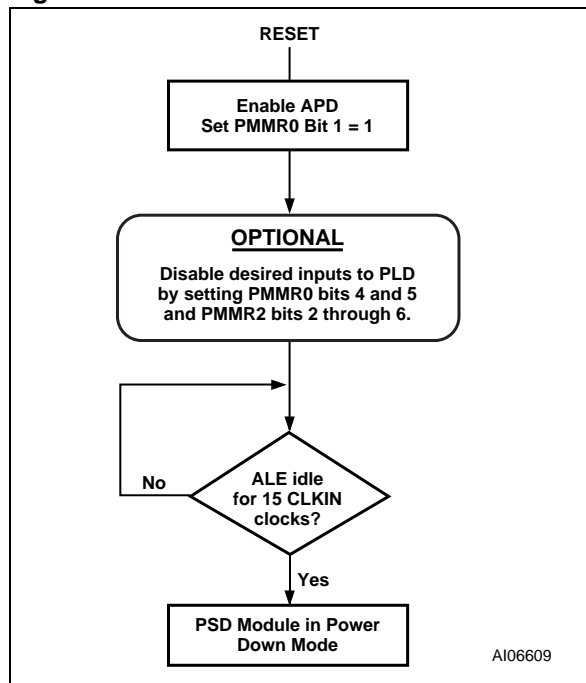 RESET
Enable APD
Set PMMR0 Bit 1 = 1
OPTIONAL
Disable desired inputs to PLD
by setting PMMR0 bits 4 and 5
and PMMR2 bits 2 through 6.
No
ALE idle
for 15 CLKIN
clocks?
Yes
PSD Module in Power
Down Mode
AI06609